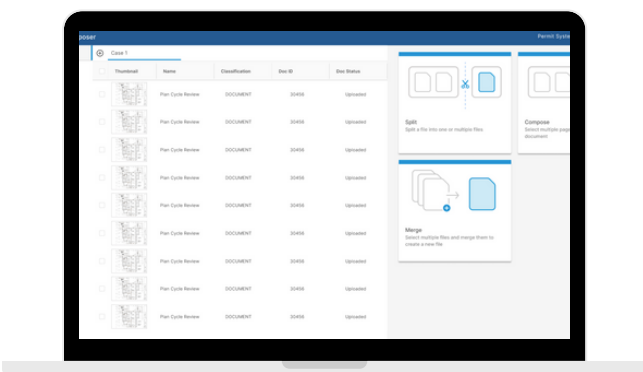 poser
Permit Syste
Case 1
Thumbnail Name Classification Doc ID Doc Status
Plan Cycle Review DOCUMENT 30456 Uploaded
Plan Cycle Review DOCUMENT 30456 Uploaded
Plan Cycle Review DOCUMENT 30456 Uploaded
Plan Cycle Review DOCUMENT 30456 Uploaded
Plan Cycle Review DOCUMENT 30456 Uploaded
Plan Cycle Review DOCUMENT 30456 Uploaded
Plan Cycle Review DOCUMENT 30456 Uploaded
Plan Cycle Review DOCUMENT 30456 Uploaded
Plan Cycle Review DOCUMENT 30456 Uploaded
Split
Split a file into one or multiple files.
Compose
Select multiple pag
document.
Merge
Select multiple files and merge them to
create a new file.